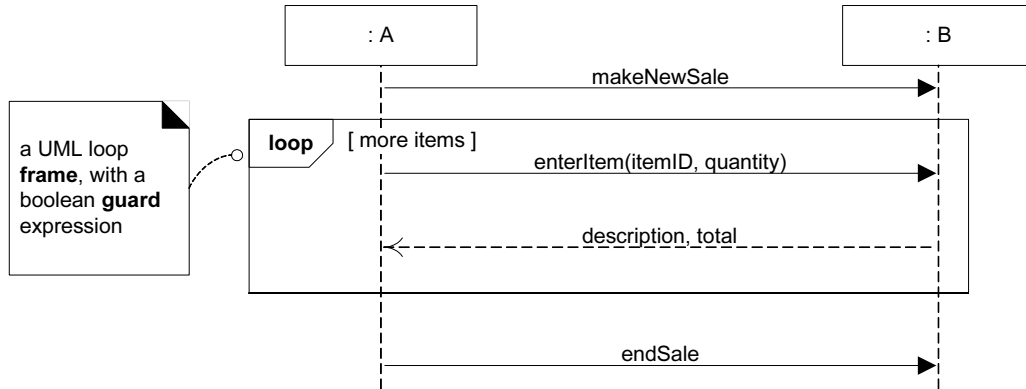 : A
: B
makeNewSale
a UML loop
frame, with a
boolean guard
expression
loop
[ more items ]
enterItem(itemID, quantity)
description, total
endSale